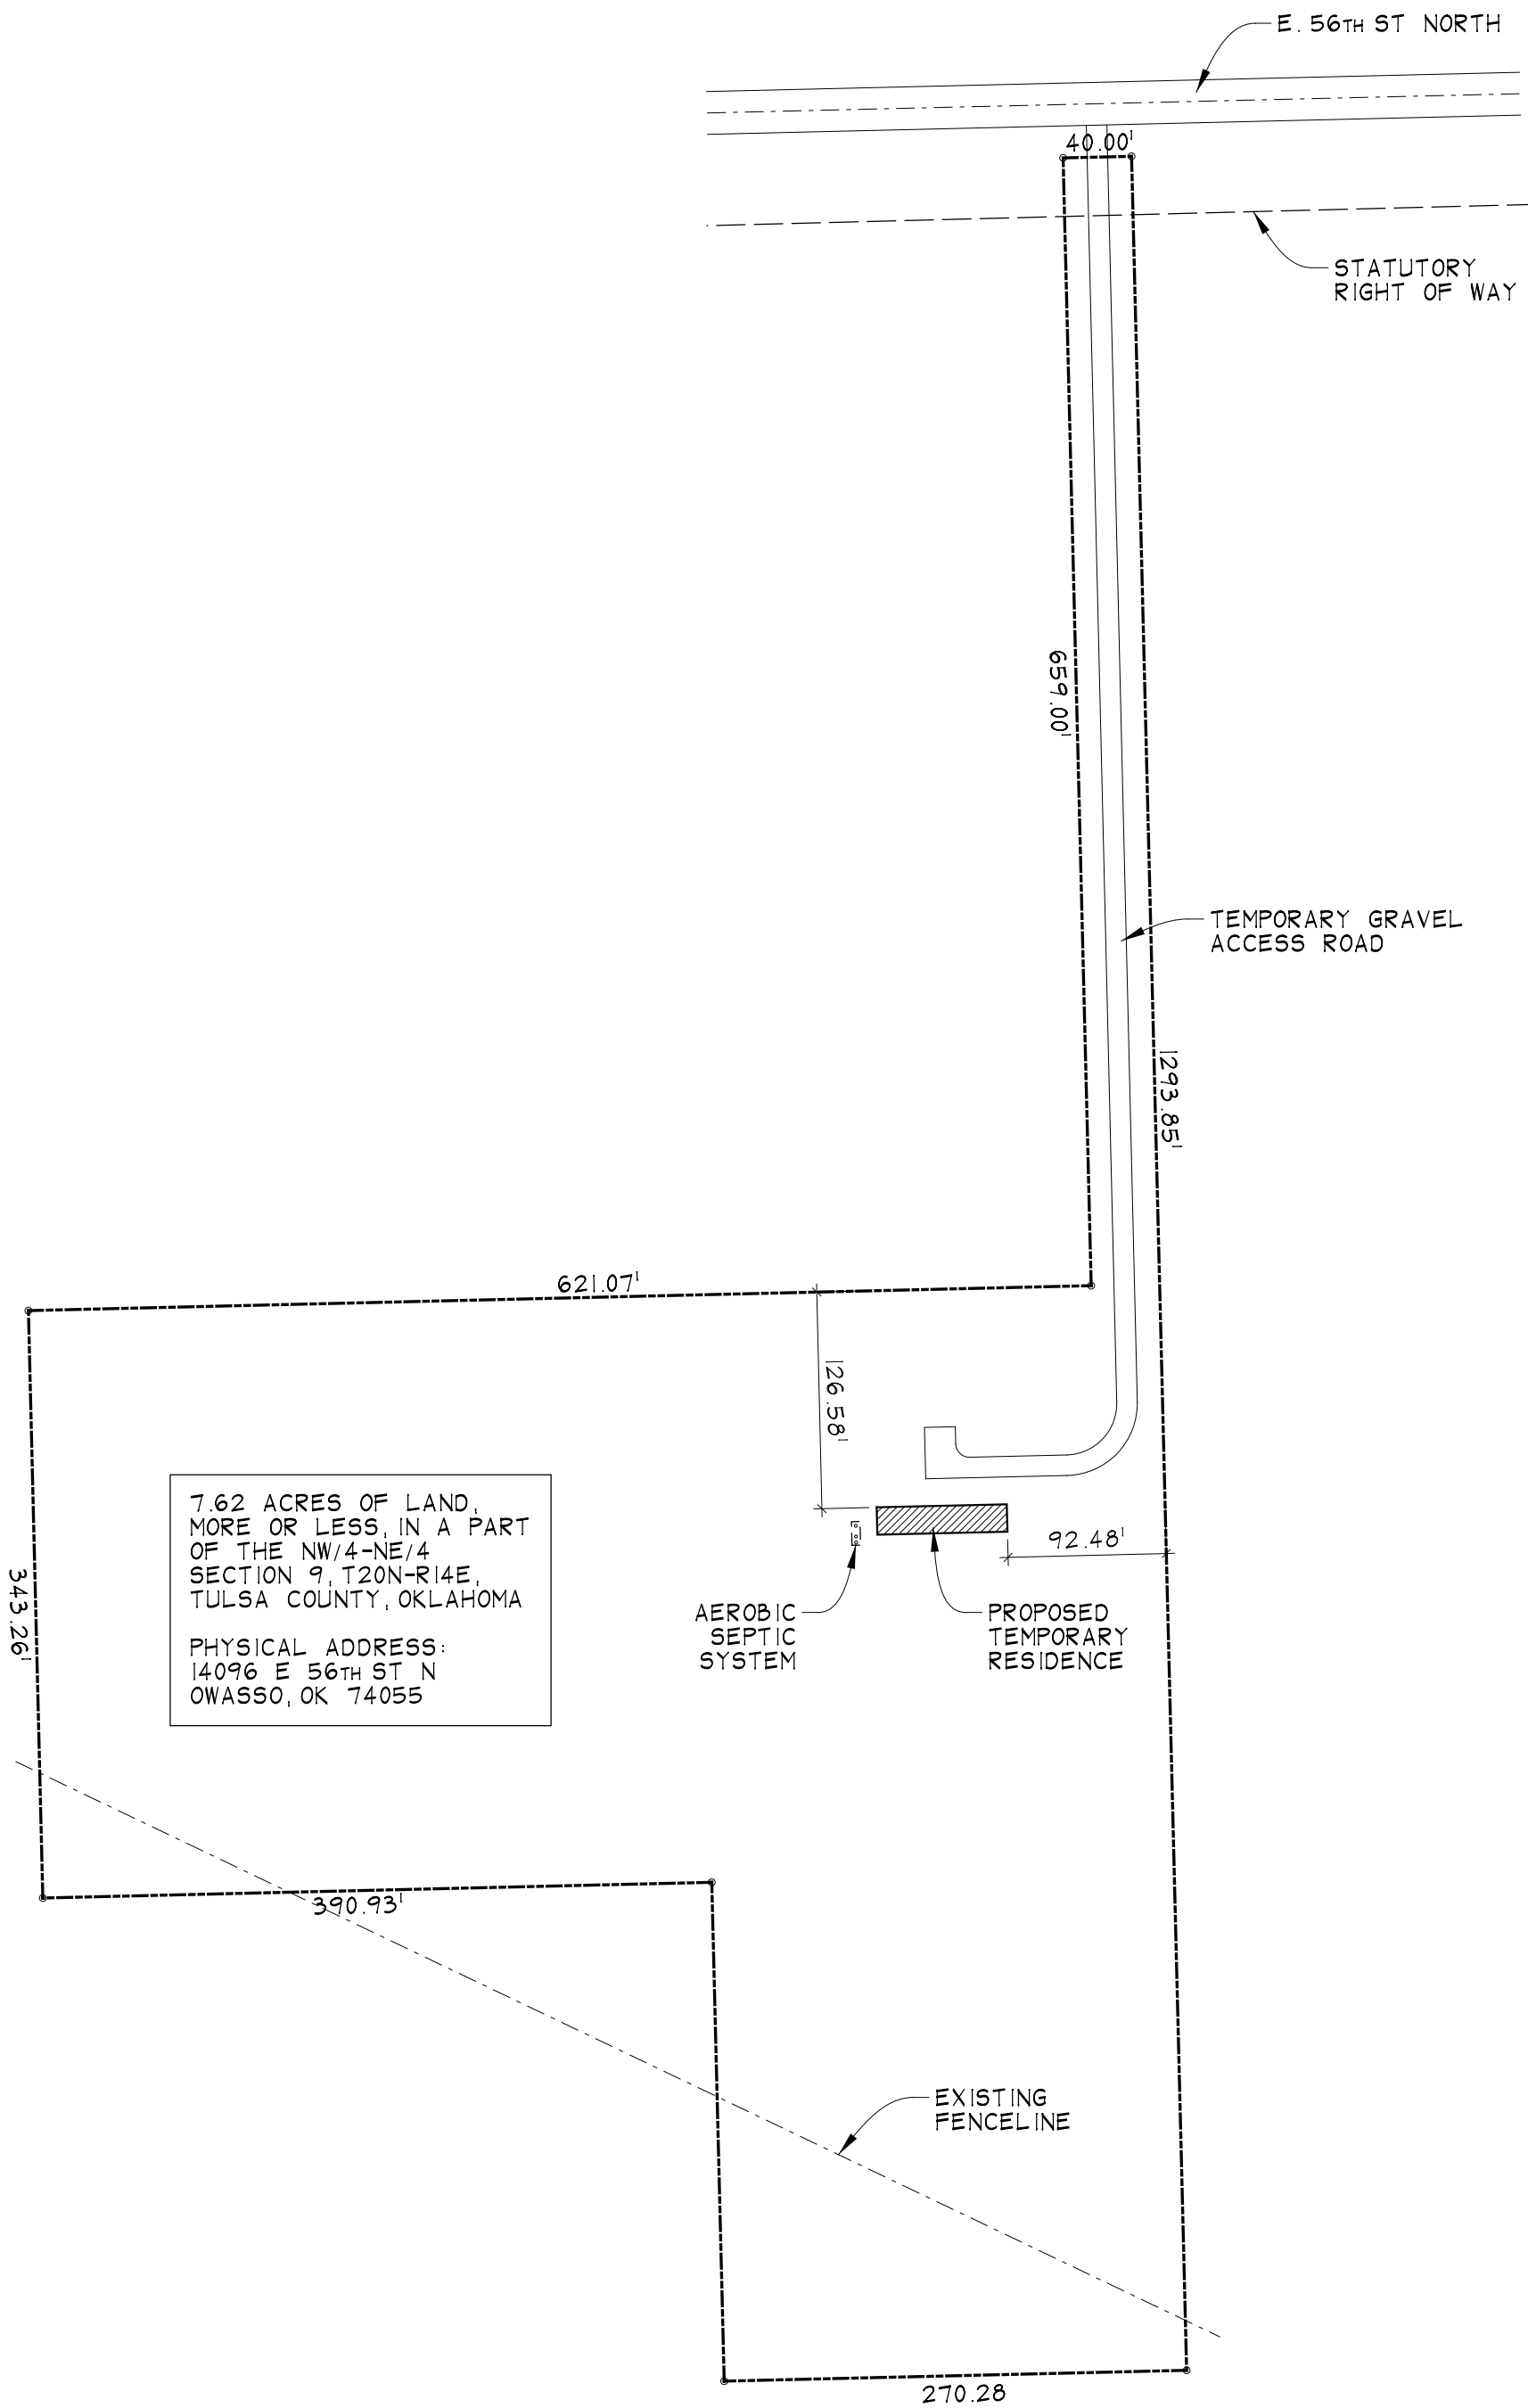 E. 56TH ST NORTH
40.00'
STATUTORY
RIGHT OF WAY
659.00'
TEMPORARY GRAVEL
ACCESS ROAD
1293.85'
621.07'
126.58'
7.62 ACRES OF LAND,
MORE OR LESS, IN A PART
OF THE NW/4-NE/4
SECTION 9, T20N-R14E,
TULSA COUNTY, OKLAHOMA
PHYSICAL ADDRESS:
14096 E 56TH ST N
OWASSO, OK 74055
343.26'
92.48'
AEROBIC
SEPTIC
SYSTEM
PROPOSED
TEMPORARY
RESIDENCE
390.93'
EXISTING
FENCELINE
270.28